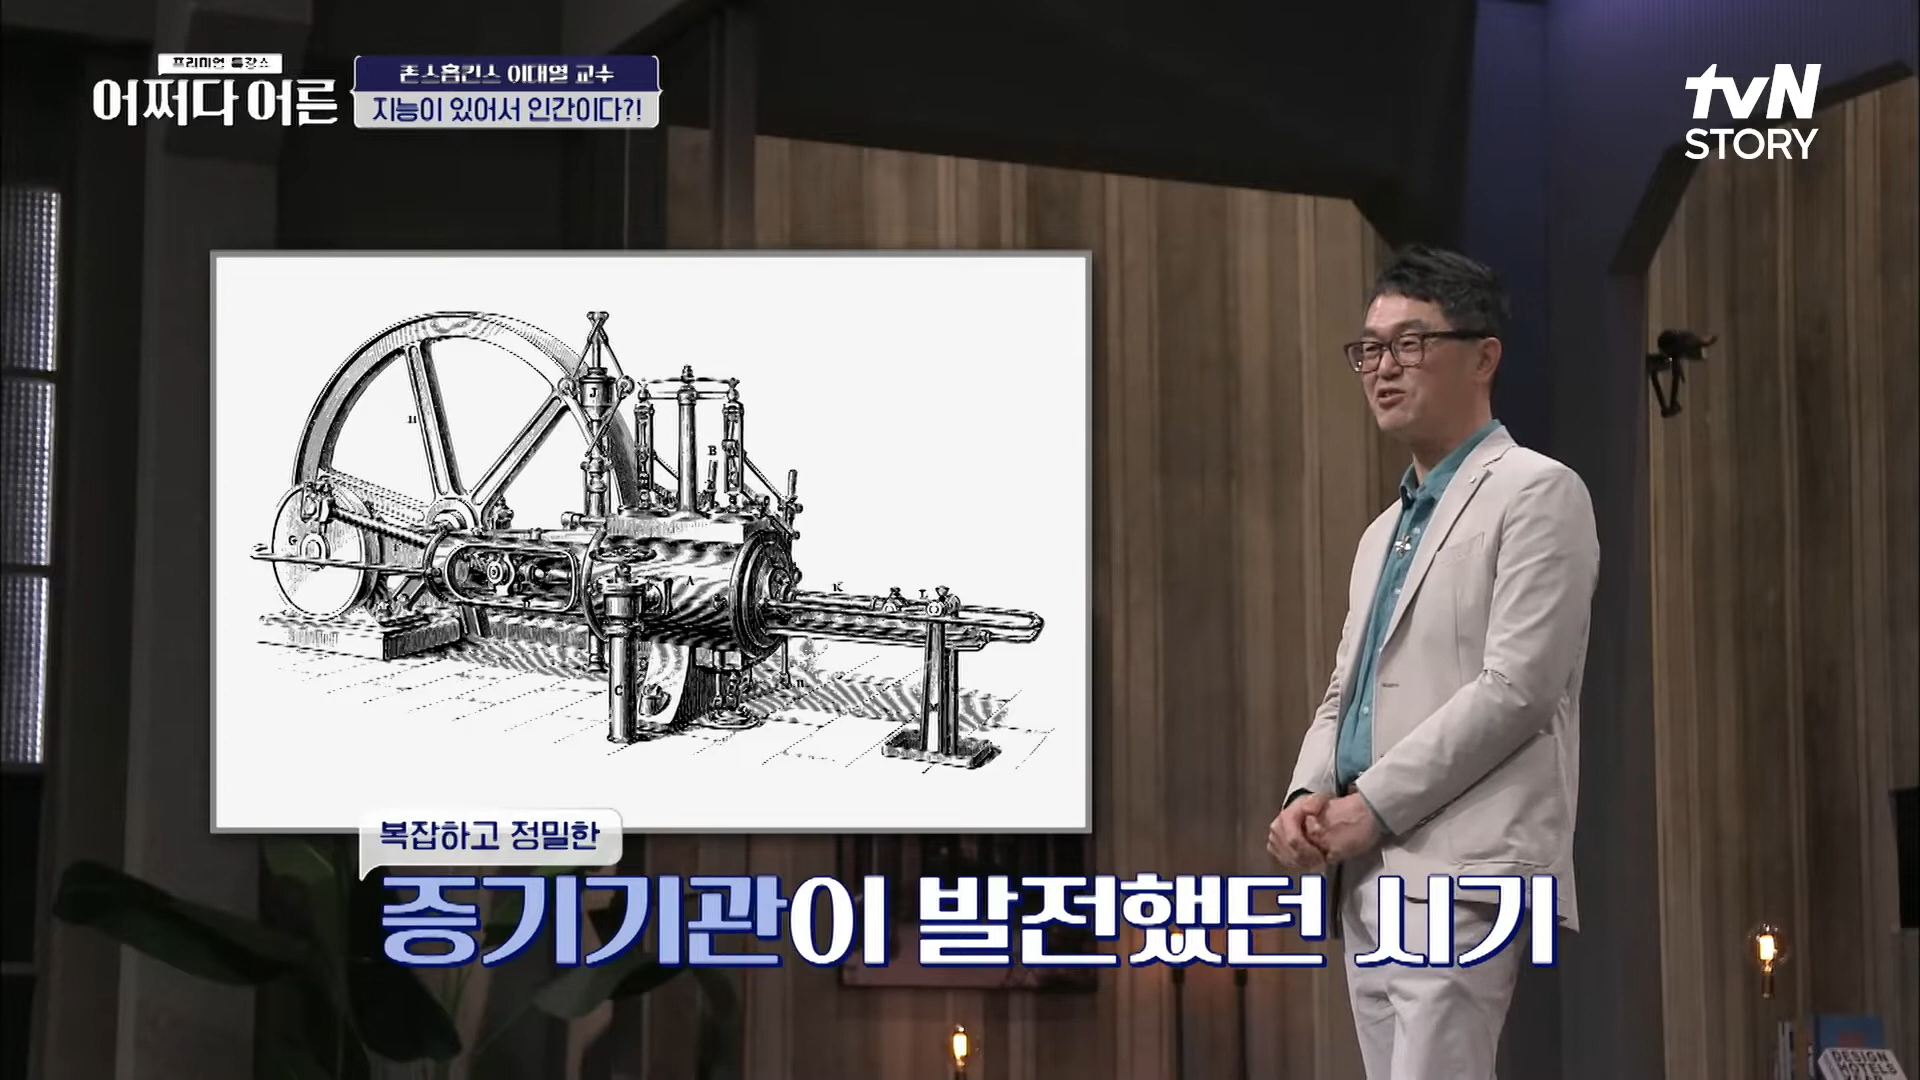 프리미엄 특강쇼
어쩌다 어른
존스홉킨스 이대열 교수
지능이 있어서 인간이다?!
tvN
STORY
H
J
B
G
A
K
L
C
M
복잡하고 정밀한
증기기관이 발전했던 시기
DESIGN
HOTELS